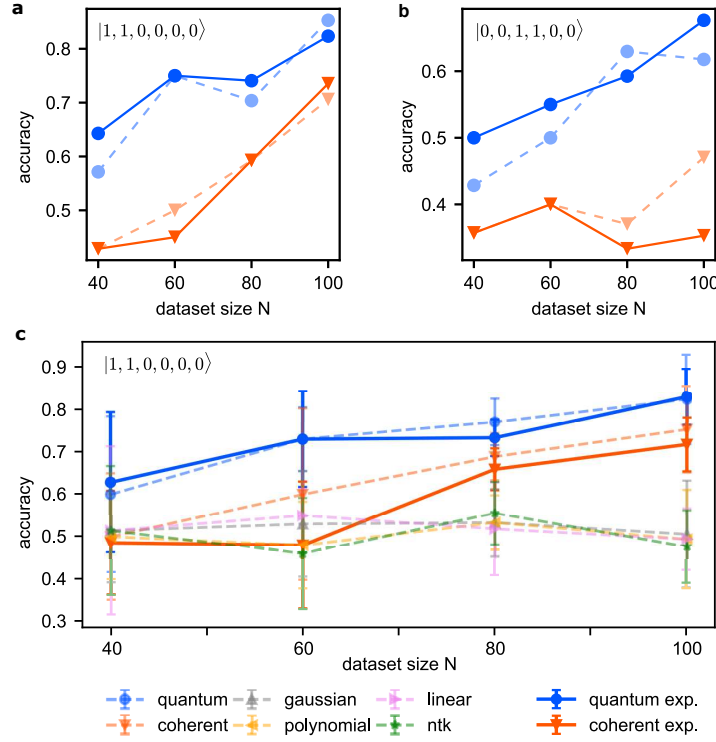 a
|1, 1, 0, 0, 0, 0⟩
0.8
0.7
0.6
0.5
accuracy
40 60 80 100
dataset size N
b
|0, 0, 1, 1, 0, 0⟩
0.6
0.5
0.4
accuracy
40 60 80 100
dataset size N
c
|1, 1, 0, 0, 0, 0⟩
0.9
0.8
0.7
0.6
0.5
0.4
0.3
accuracy
40 60 80 100
dataset size N
quantum gaussian linear quantum exp.
coherent polynomial ntk coherent exp.